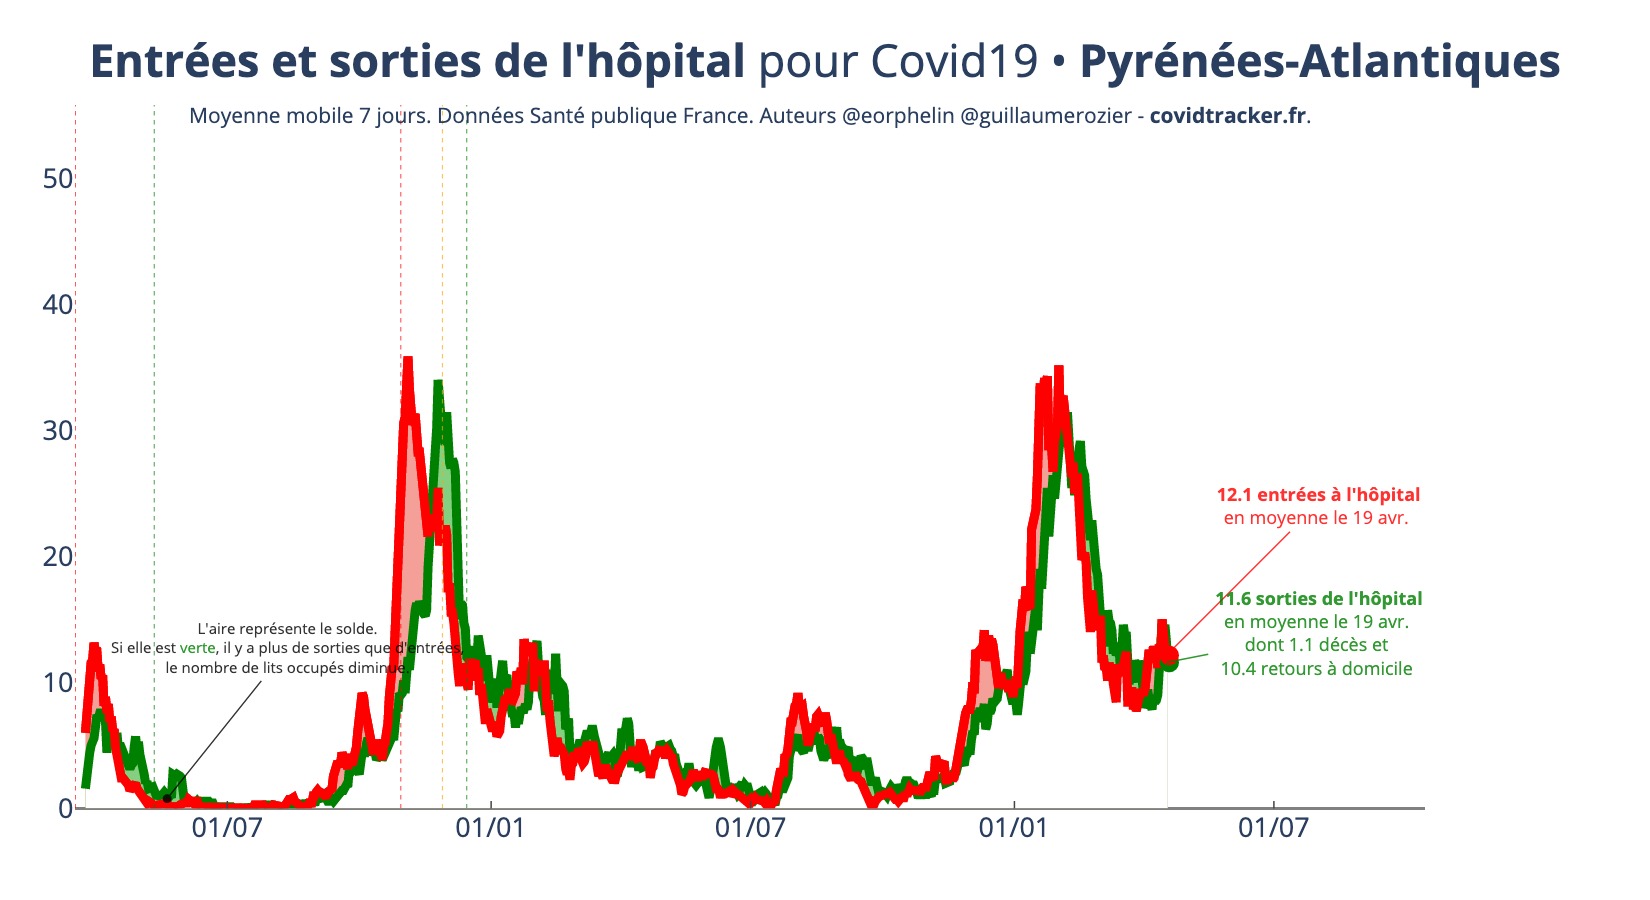 Entrées et sorties de l'hôpital pour Covid19 • Pyrénées-Atlantiques
Moyenne mobile 7 jours. Données Santé publique France. Auteurs @eorphelin @guillaumerozier - covidtracker.fr.
50
40
30
20
10
0
12.1 entrées à l'hôpital
en moyenne le 19 avr.
11.6 sorties de l'hôpital
en moyenne le 19 avr.
dont 1.1 décès et
10.4 retours à domicile
L'aire représente le solde.
Si elle est verte, il y a plus de sorties que d'entrées,
le nombre de lits occupés diminue.
01/07
01/01
01/07
01/01
01/07